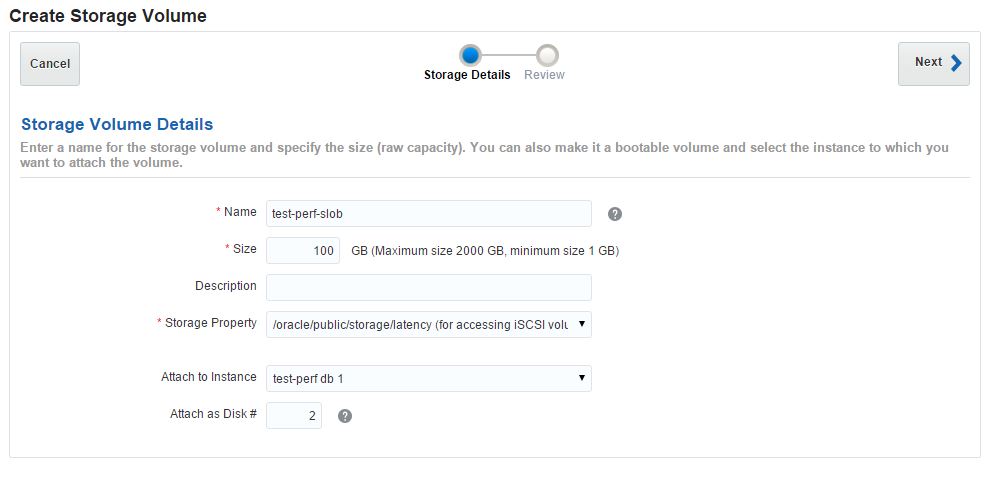 Create Storage Volume
Cancel
Storage Details
Review
Next
Storage Volume Details
Enter a name for the storage volume and specify the size (raw capacity). You can also make it a bootable volume and select the instance to which you
want to attach the volume.
* Name test-perf-slob ?
* Size 100 GB (Maximum size 2000 GB, minimum size 1 GB)
Description
* Storage Property /oracle/public/storage/latency (for accessing iSCSI volu
Attach to Instance test-perf db 1
Attach as Disk # 2 ?